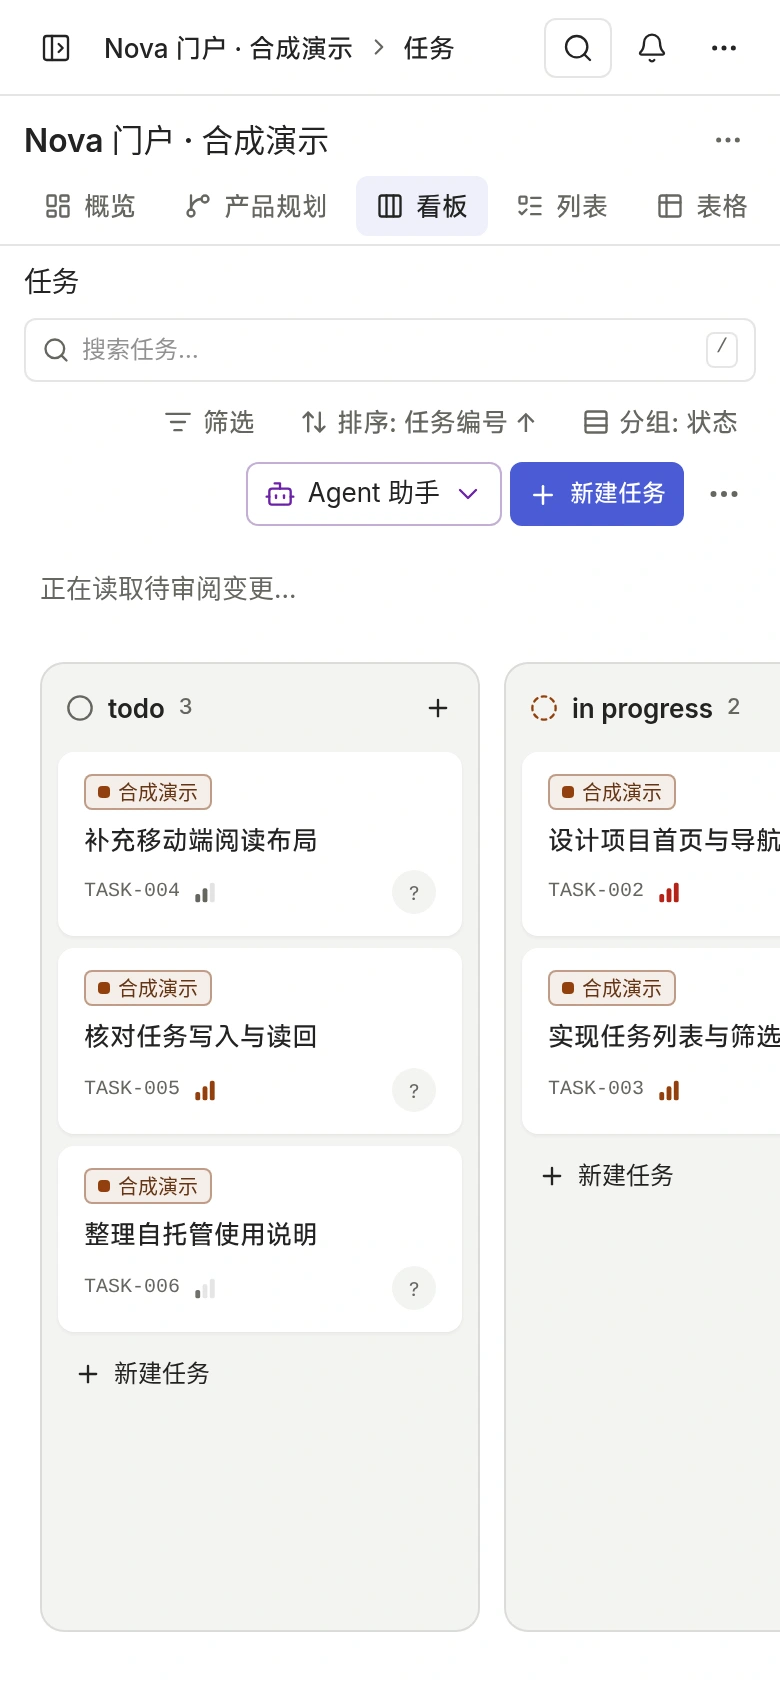 Nova 门户 · 合成演示 > 任务
Nova 门户 · 合成演示
概览 产品规划 看板 列表 表格
任务
搜索任务... /
筛选 排序: 任务编号 ↑ 分组: 状态
Agent 助手 + 新建任务
正在读取待审阅变更...
todo 3 +
合成演示
补充移动端阅读布局
TASK-004 ?
合成演示
核对任务写入与读回
TASK-005 ?
合成演示
整理自托管使用说明
TASK-006 ?
+ 新建任务
in progress 2
合成演示
设计项目首页与导航
TASK-002
合成演示
实现任务列表与筛选
TASK-003
+ 新建任务